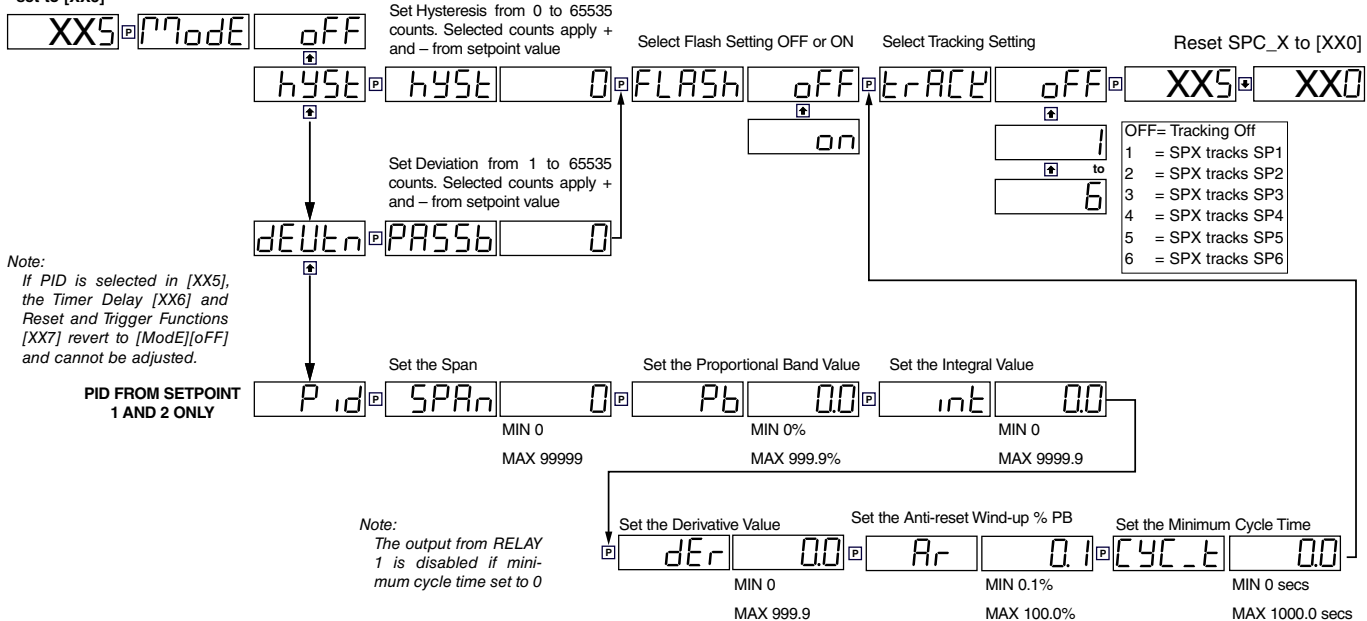 set to [XX5]
Set Hysteresis from 0 to 65535
counts. Selected counts apply +
and – from setpoint value
Select Flash Setting OFF or ON
Select Tracking Setting
Reset SPC_X to [XX0]
XX5 P ModE oFF
hYSt P hYSt 0 P FLASh oFF P trACK oFF P XX5 XX0
on
1
to
6
OFF= Tracking Off
1 = SPX tracks SP1
2 = SPX tracks SP2
3 = SPX tracks SP3
4 = SPX tracks SP4
5 = SPX tracks SP5
6 = SPX tracks SP6
Set Deviation from 1 to 65535
counts. Selected counts apply +
and – from setpoint value
dEVtn P PASSb 0
Note:
If PID is selected in [XX5],
the Timer Delay [XX6] and
Reset and Trigger Functions
[XX7] revert to [ModE][oFF]
and cannot be adjusted.
PID FROM SETPOINT
1 AND 2 ONLY
Set the Span
Set the Proportional Band Value
Set the Integral Value
Pid P SPAn 0 P Pb 0.0 P int 0.0
MIN 0
MAX 99999
MIN 0%
MAX 999.9%
MIN 0
MAX 9999.9
Note:
The output from RELAY
1 is disabled if mini-
mum cycle time set to 0
Set the Derivative Value
Set the Anti-reset Wind-up % PB
Set the Minimum Cycle Time
P dEr 0.0 P Ar 0.1 P CYC_t 0.0
MIN 0
MAX 999.9
MIN 0.1%
MAX 100.0%
MIN 0 secs
MAX 1000.0 secs